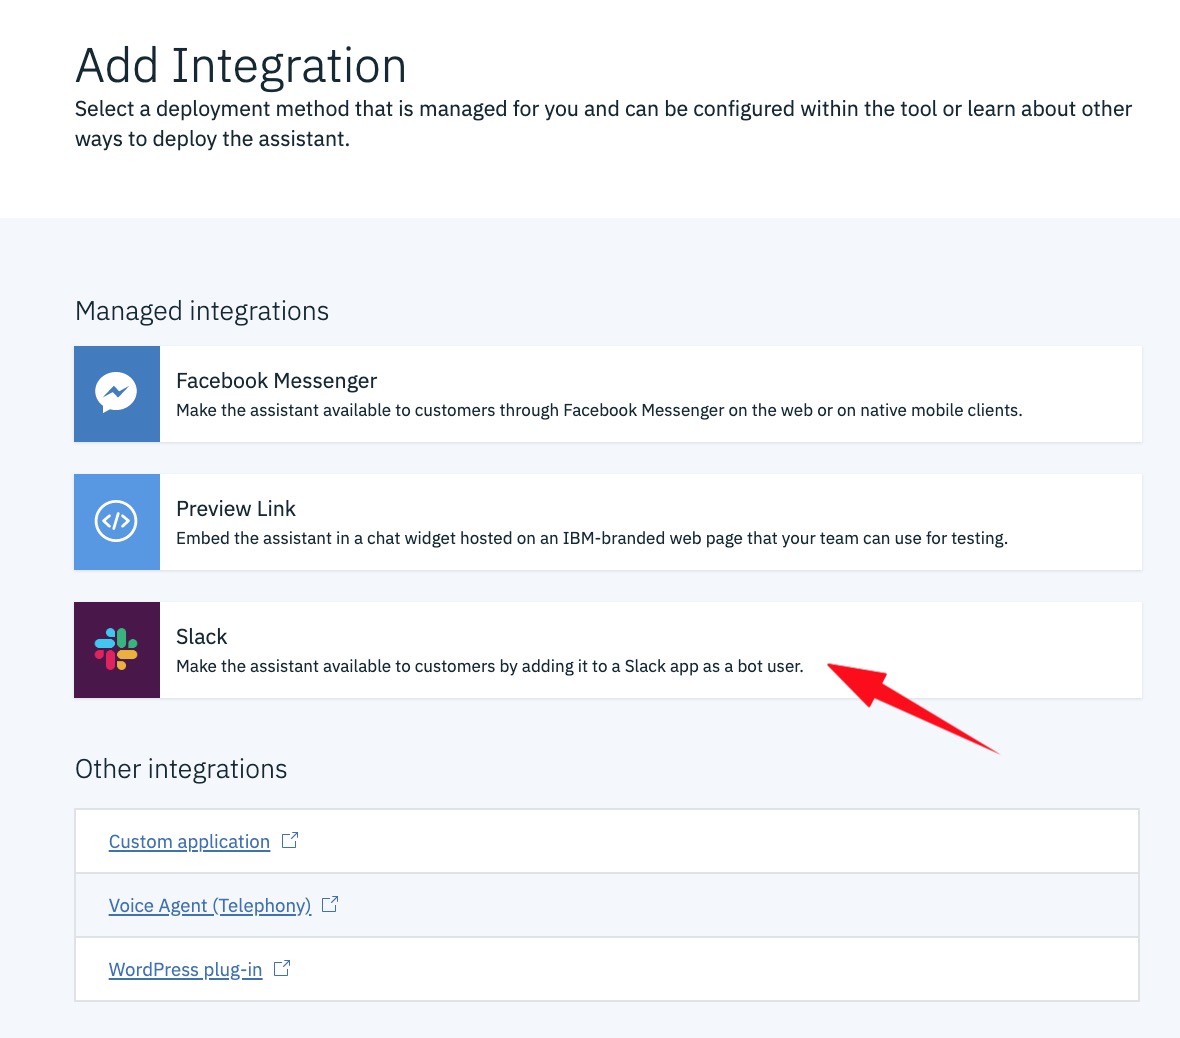 Add Integration
Select a deployment method that is managed for you and can be configured within the tool or learn about other
ways to deploy the assistant.
Managed integrations
Facebook Messenger
Make the assistant available to customers through Facebook Messenger on the web or on native mobile clients.
Preview Link
Embed the assistant in a chat widget hosted on an IBM-branded web page that your team can use for testing.
Slack
Make the assistant available to customers by adding it to a Slack app as a bot user.
Other integrations
Custom application
Voice Agent (Telephony)
WordPress plug-in